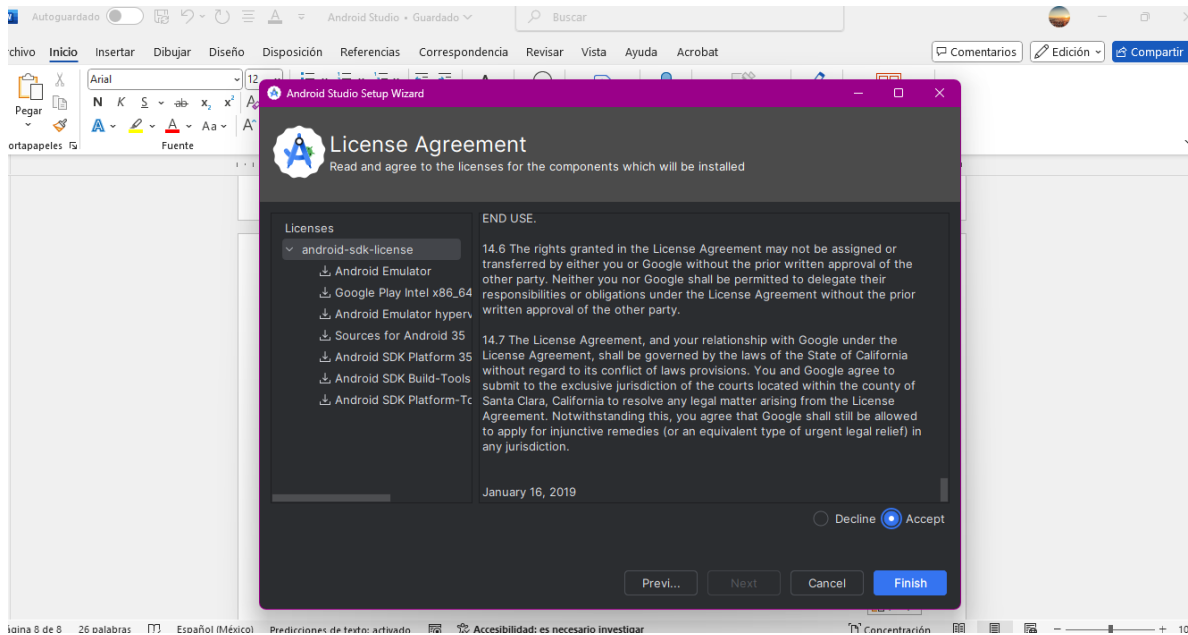 Autoguardado
Android Studio • Guardado
Buscar
chivo Inicio Insertar Dibujar Diseño Disposición Referencias Correspondencia Revisar Vista Ayuda Acrobat
Comentarios Edición Compartir
Arial 12
Pegar
N K S ab x₂ x² A
A A Aa A
ortapapeles Fuente
Android Studio Setup Wizard
License Agreement
Read and agree to the licenses for the components which will be installed
Licenses
android-sdk-license
Android Emulator
Google Play Intel x86_64
Android Emulator hyperv
Sources for Android 35
Android SDK Platform 35
Android SDK Build-Tools
Android SDK Platform-To
END USE.
14.6 The rights granted in the License Agreement may not be assigned or
transferred by either you or Google without the prior written approval of the
other party. Neither you nor Google shall be permitted to delegate their
responsibilities or obligations under the License Agreement without the prior
written approval of the other party.
14.7 The License Agreement, and your relationship with Google under the
License Agreement, shall be governed by the laws of the State of California
without regard to its conflict of laws provisions. You and Google agree to
submit to the exclusive jurisdiction of the courts located within the county of
Santa Clara, California to resolve any legal matter arising from the License
Agreement. Notwithstanding this, you agree that Google shall still be allowed
to apply for injunctive remedies (or an equivalent type of urgent legal relief) in
any jurisdiction.
January 16, 2019
Decline Accept
Previ... Next Cancel Finish
ágina 8 de 8 26 palabras Español (México) Predicciones de texto: activado Accesibilidad: es necesario investigar Concentración 10